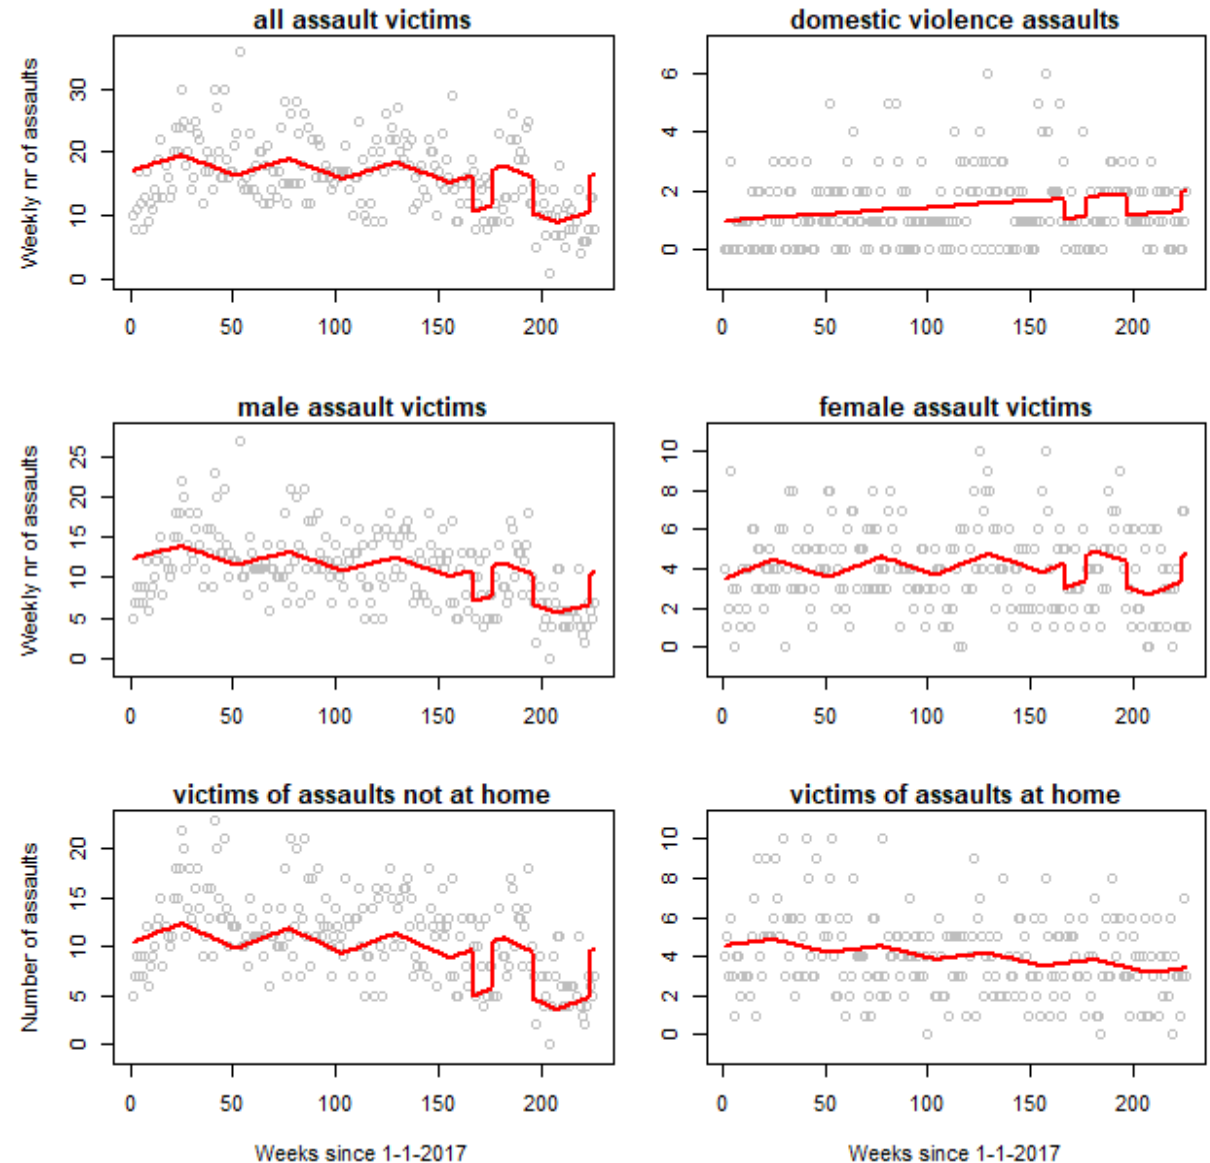 all assault victims
domestic violence assaults
Weekly nr of assaults
0 10 20 30
0 2 4 6
0 50 100 150 200
0 50 100 150 200
male assault victims
female assault victims
Weekly nr of assaults
0 5 10 15 20 25
0 2 4 6 8 10
0 50 100 150 200
0 50 100 150 200
victims of assaults not at home
victims of assaults at home
Number of assaults
0 5 10 15 20
0 2 4 6 8 10
0 50 100 150 200
0 50 100 150 200
Weeks since 1-1-2017
Weeks since 1-1-2017